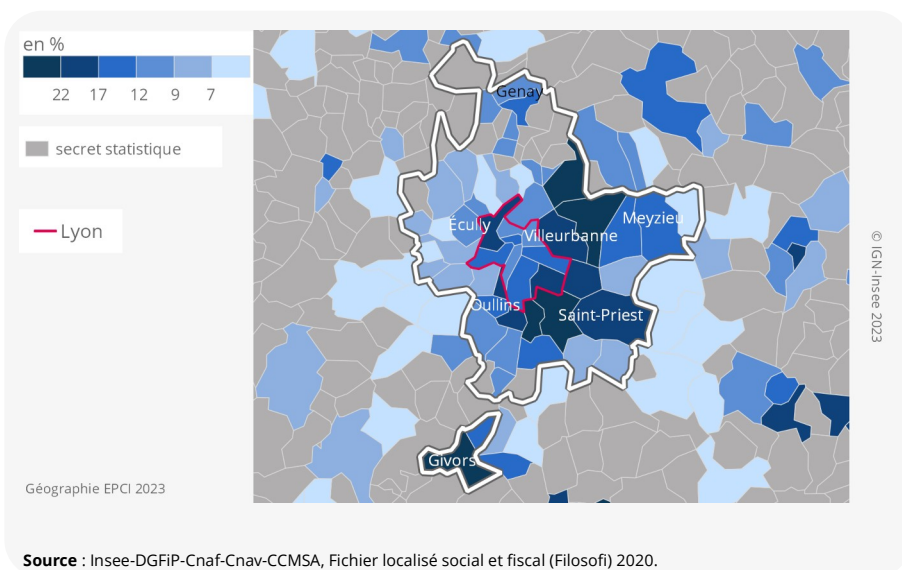 en %
22 17 12 9 7
secret statistique
Lyon
Genay
Meyzieu
Écully
Villeurbanne
Oullins
Saint-Priest
Givors
© IGN-Insee 2023
Géographie EPCI 2023
Source : Insee-DGFiP-Cnaf-Cnav-CCMSA, Fichier localisé social et fiscal (Filosofi) 2020.